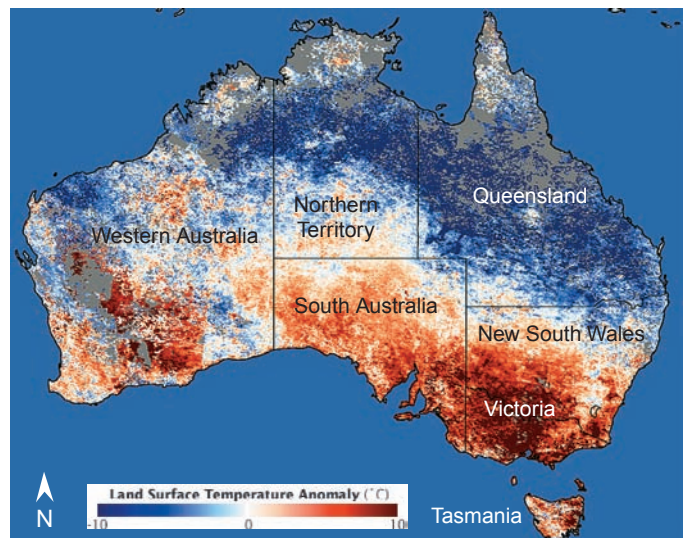 Queensland
Northern
Territory
Western Australia
South Australia
New South Wales
Victoria
Land Surface Temperature Anomaly (°C)
-10 0 10
Tasmania
N